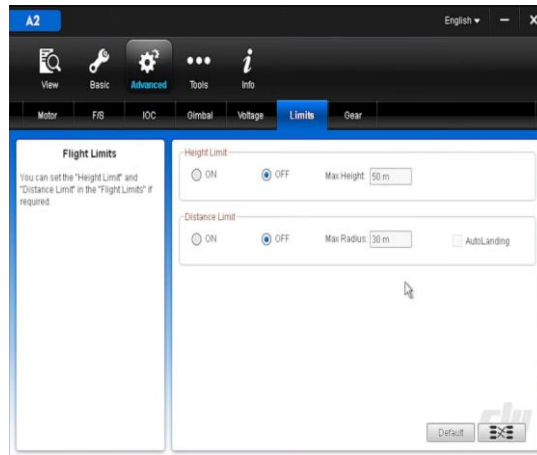 A2
English
View
Basic
Advanced
Tools
Info
Motor
F/S
IOC
Gimbal
Voltage
Limits
Gear
Flight Limits
You can set the "Height Limit" and
"Distance Limit" in the "Flight Limits" if
required.
Height Limit
ON
OFF
Max Height: 50 m
Distance Limit
ON
OFF
Max Radius: 30 m
AutoLanding
dji
Default